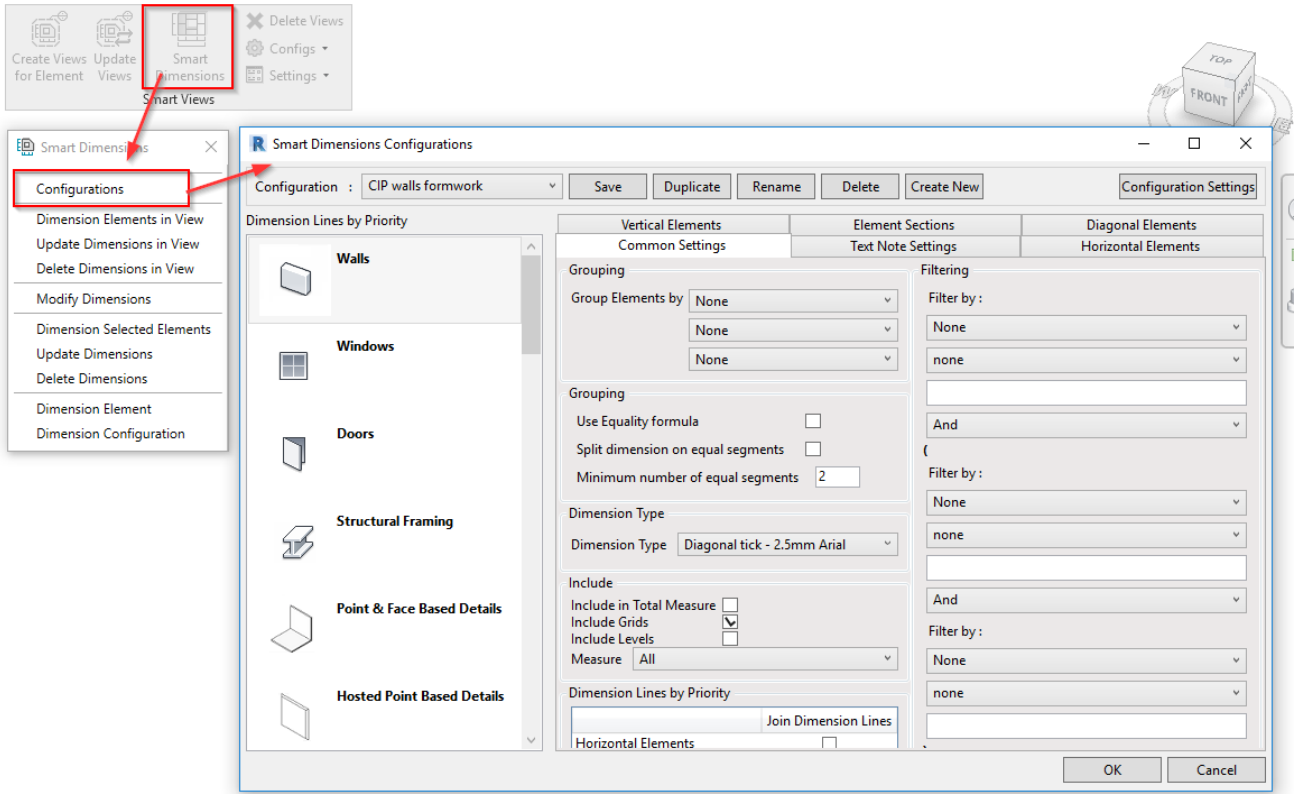 Create Views
for Element
Update
Views
Smart
Dimensions
Delete Views
Configs
Settings
Smart Views
TOP
FRONT
Smart Dimensions
Configurations
Dimension Elements in View
Update Dimensions in View
Delete Dimensions in View
Modify Dimensions
Dimension Selected Elements
Update Dimensions
Delete Dimensions
Dimension Element
Dimension Configuration
R Smart Dimensions Configurations
Configuration : CIP walls formwork Save Duplicate Rename Delete Create New Configuration Settings
Dimension Lines by Priority
Walls
Windows
Doors
Structural Framing
Point & Face Based Details
Hosted Point Based Details
Vertical Elements Element Sections Diagonal Elements
Common Settings Text Note Settings Horizontal Elements
Grouping
Group Elements by None
None
None
Grouping
Use Equality formula
Split dimension on equal segments
Minimum number of equal segments 2
Dimension Type
Dimension Type Diagonal tick - 2.5mm Arial
Include
Include in Total Measure
Include Grids
Include Levels
Measure All
Dimension Lines by Priority
Join Dimension Lines
Horizontal Elements
Filtering
Filter by :
None
none
And
(
Filter by :
None
none
And
Filter by :
None
none
OK Cancel